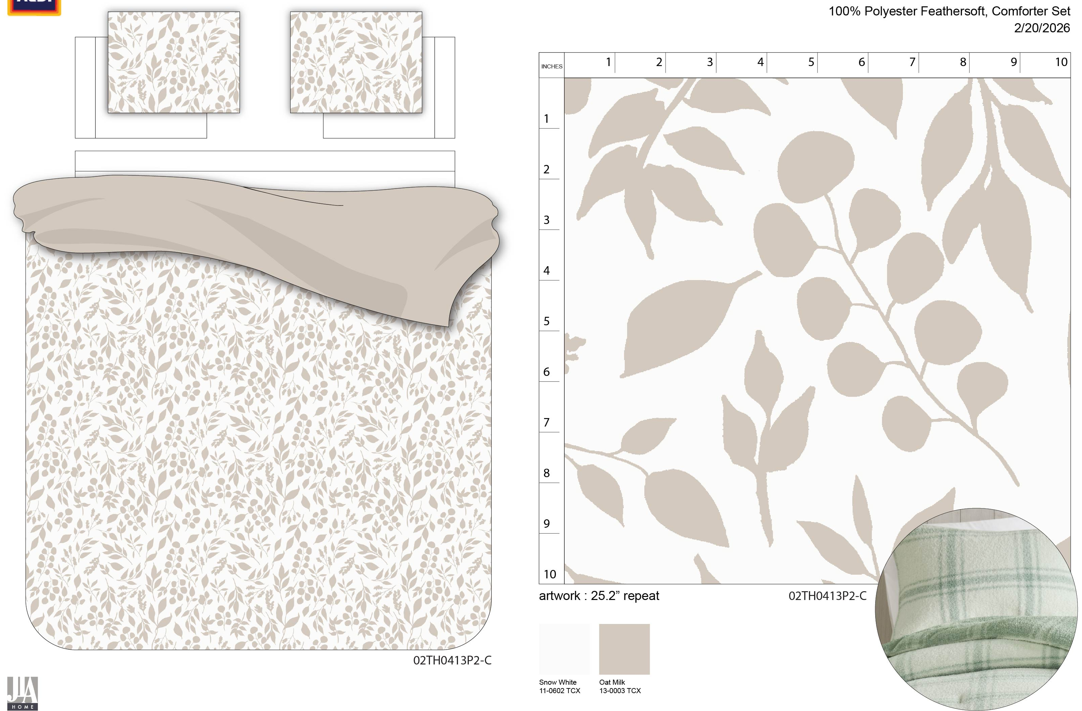 ALDI
100% Polyester Feathersoft, Comforter Set
2/20/2026
INCHES 1 2 3 4 5 6 7 8 9 10
1
2
3
4
5
6
7
8
9
10
artwork : 25.2” repeat
02TH0413P2-C
02TH0413P2-C
Snow White
11-0602 TCX
Oat Milk
13-0003 TCX
JLA
HOME